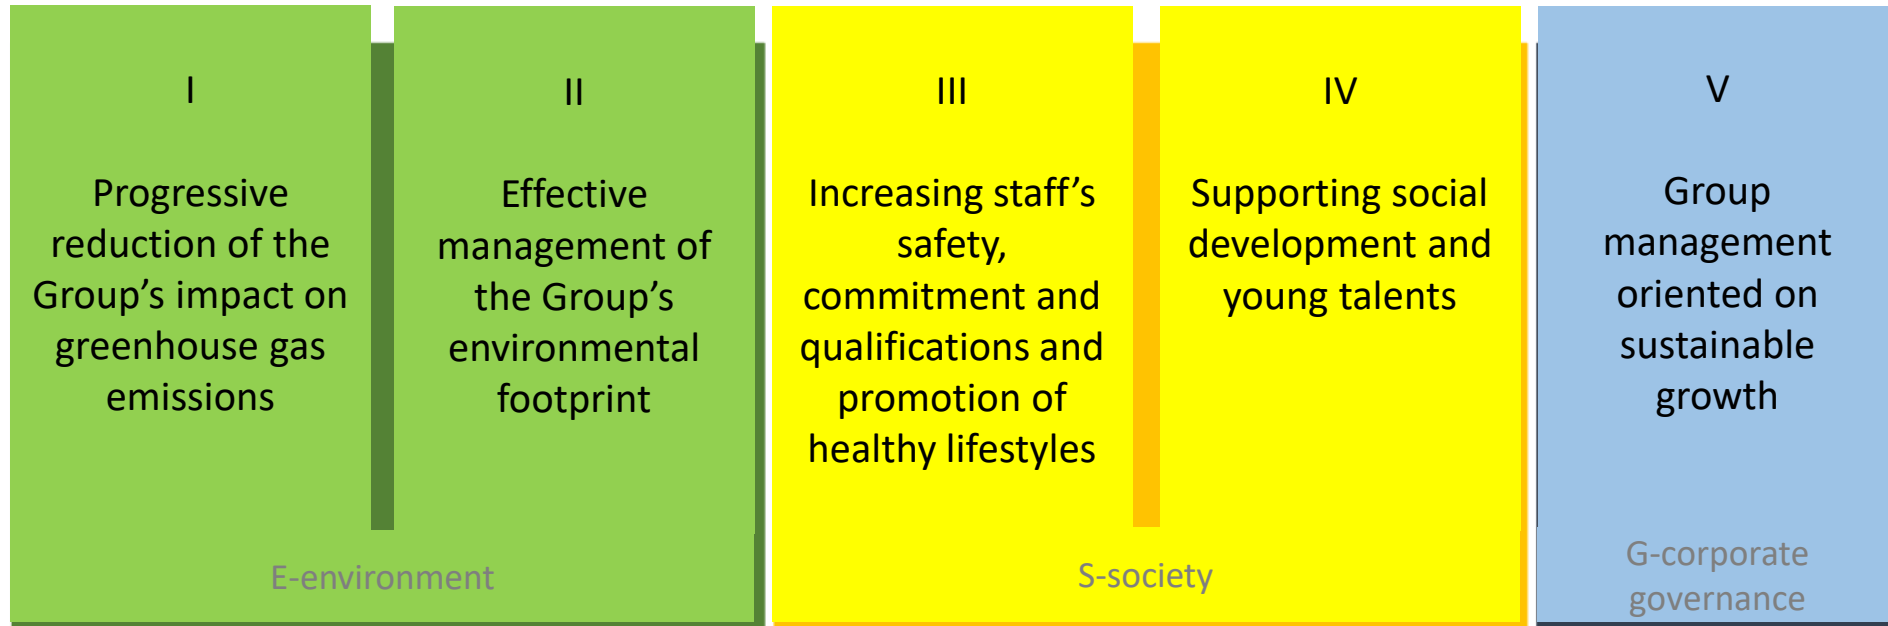 I
Progressive
reduction of the
Group's impact on
greenhouse gas
emissions
II
Effective
management of
the Group's
environmental
footprint
E-environment
III
Increasing staff's
safety,
commitment and
qualifications and
promotion of
healthy lifestyles
IV
Supporting social
development and
young talents
S-society
V
Group
management
oriented on
sustainable
growth
G-corporate
governance